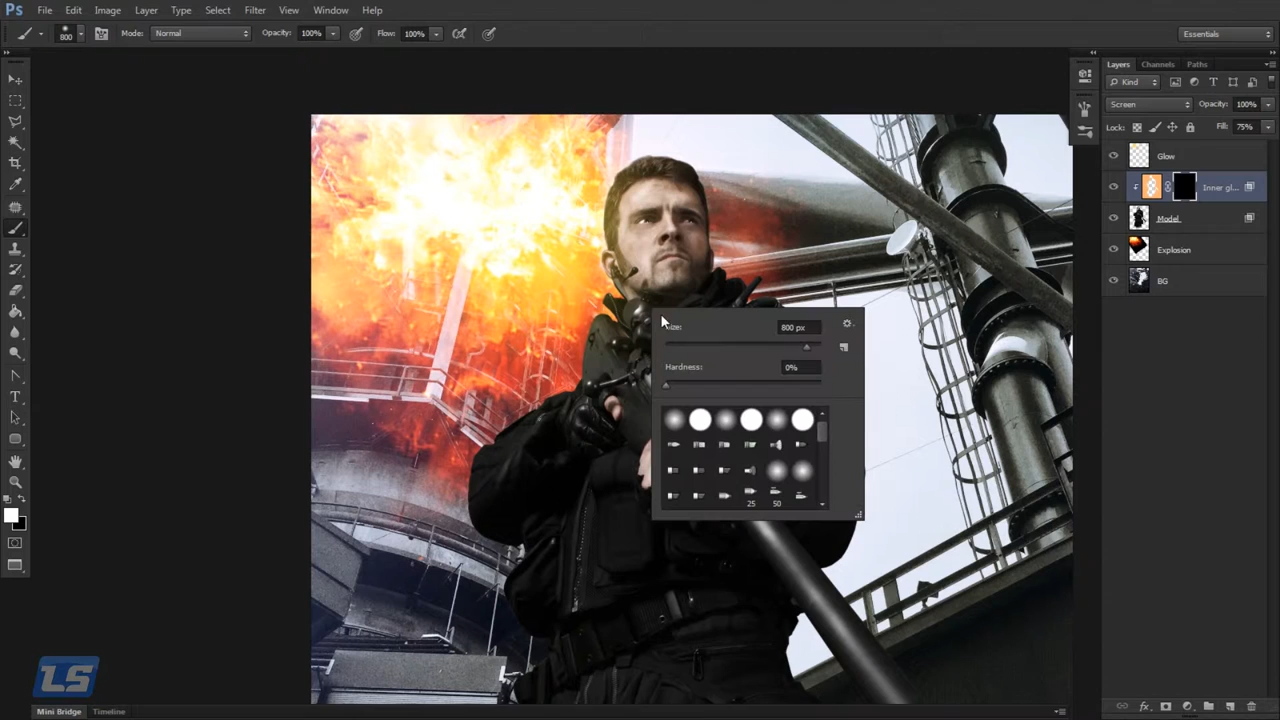 Ps File Edit Image Layer Type Select Filter View Window Help
800 Mode: Normal Opacity: 100% Flow: 100% Essentials
Layers Channels Paths
Kind
Screen Opacity: 100%
Lock: Fill: 75%
Glow
Inner gl...
Model
Explosion
BG
Size: 800 px
Hardness: 0%
25 50
LS
Mini Bridge Timeline